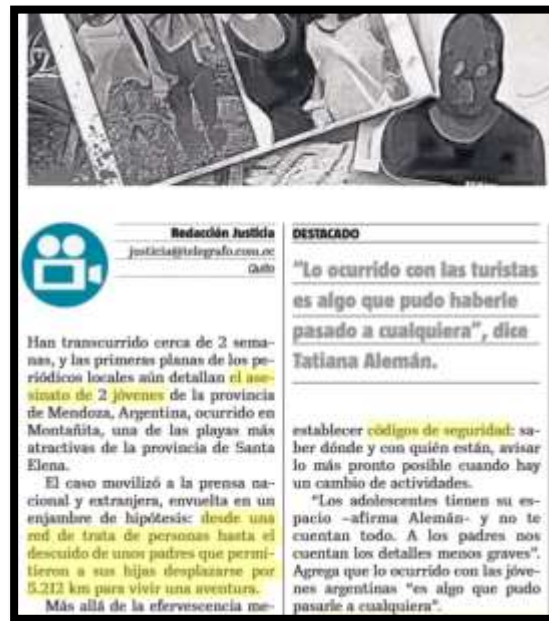 Redacción Justicia
justicia@telegrafo.com.ec
Quito
Han transcurrido cerca de 2 sema-
nas, y las primeras planas de los pe-
riódicos locales aún detallan el ase-
sinato de 2 jóvenes de la provincia
de Mendoza, Argentina, ocurrido en
Montañita, una de las playas más
atractivas de la provincia de Santa
Elena.
El caso movilizó a la prensa na-
cional y extranjera, envuelta en un
enjambre de hipótesis: desde una
red de trata de personas hasta el
descuido de unos padres que permi-
tieron a sus hijas desplazarse por
5.212 km para vivir una aventura.
Más allá de la efervescencia me-
DESTACADO
"Lo ocurrido con las turistas
es algo que pudo haberle
pasado a cualquiera", dice
Tatiana Alemán.
establecer códigos de seguridad: sa-
ber dónde y con quién están, avisar
lo más pronto posible cuando hay
un cambio de actividades.
"Los adolescentes tienen su es-
pacio –afirma Alemán- y no te
cuentan todo. A los padres nos
cuentan los detalles menos graves".
Agrega que lo ocurrido con las jóve-
nes argentinas "es algo que pudo
pasarle a cualquiera".